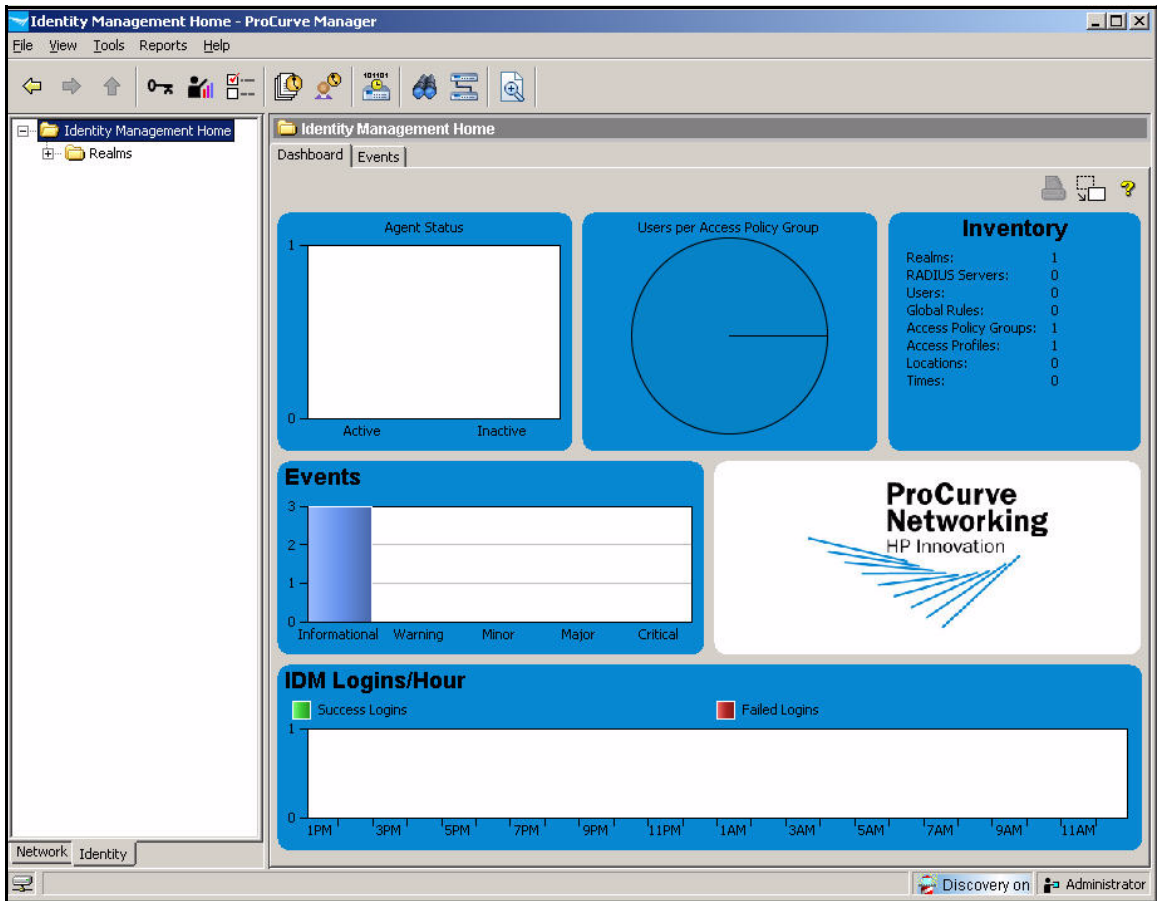 Identity Management Home - ProCurve Manager
File View Tools Reports Help
Identity Management Home
Realms
Identity Management Home
Dashboard Events
Agent Status
1
0
Active Inactive
Users per Access Policy Group
Inventory
Realms: 1
RADIUS Servers: 0
Users: 0
Global Rules: 0
Access Policy Groups: 1
Access Profiles: 1
Locations: 0
Times: 0
Events
3
2
1
0
Informational Warning Minor Major Critical
ProCurve
Networking
HP Innovation
IDM Logins/Hour
Success Logins Failed Logins
1
0
1PM 3PM 5PM 7PM 9PM 11PM 1AM 3AM 5AM 7AM 9AM 11AM
Network Identity
Discovery on Administrator